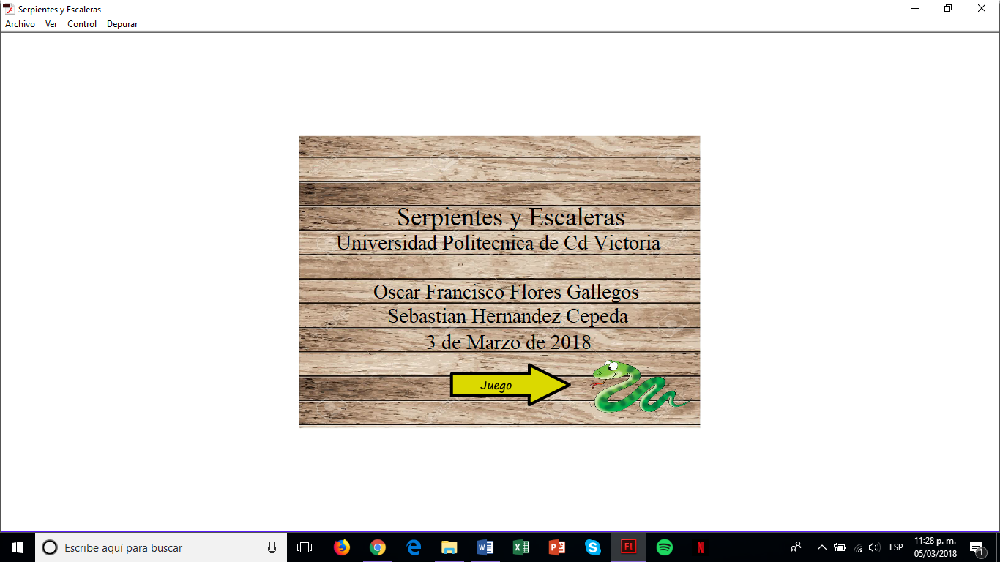 Serpientes y Escaleras
Archivo Ver Control Depurar
Serpientes y Escaleras
Universidad Politecnica de Cd Victoria
Oscar Francisco Flores Gallegos
Sebastian Hernandez Cepeda
3 de Marzo de 2018
Juego
Escribe aquí para buscar
Fl
ESP
11:28 p. m.
05/03/2018
1